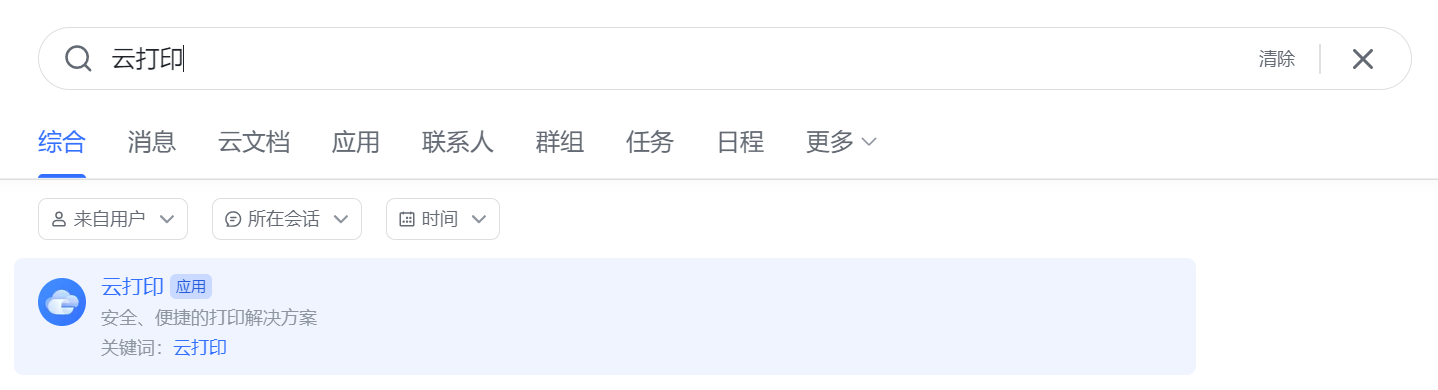 云打印 清除
综合 消息 云文档 应用 联系人 群组 任务 日程 更多
来自用户 所在会话 时间
云打印 应用
安全、便捷的打印解决方案
关键词：云打印